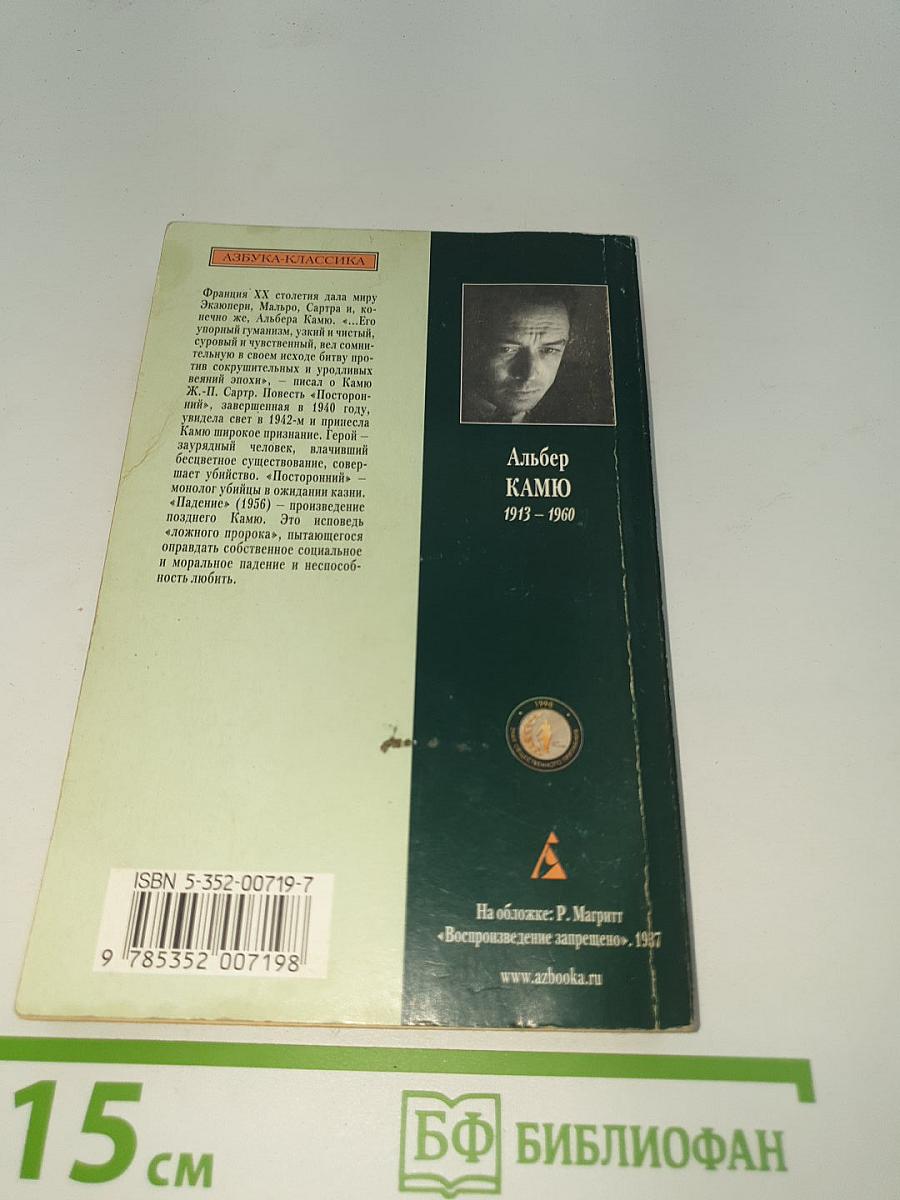 АЗБУКА-КЛАССИКА
Франция XX столетия дала миру
Экзюпери, Мальро, Сартра и, ко-
нечно же, Альбера Камю. «...Его
упорный гуманизм, узкий и чистый,
суровый и чувственный, вел сомни-
тельную в своем исходе битву про-
тив сокрушительных и уродливых
веяний эпохи», – писал о Камю
Ж.-П. Сартр. Повесть «Посторон-
ний», завершенная в 1940 году,
увидела свет в 1942-м и принесла
Камю широкое признание. Герой –
заурядный человек, влачивший
бесцветное существование, совер-
шает убийство. «Посторонний» –
монолог убийцы в ожидании казни.
«Падение» (1956) – произведение
позднего Камю. Это исповедь
«ложного пророка», пытающегося
оправдать собственное социальное
и моральное падение и неспособ-
ность любить.
Альбер
КАМЮ
1913 – 1960
1998
ISBN 5-352-00719-7
9 785352 007198
На обложке: Р. Магритт
«Воспроизведение запрещено». 1937
www.azbooka.ru
15 см
БФ БИБЛИОФАН